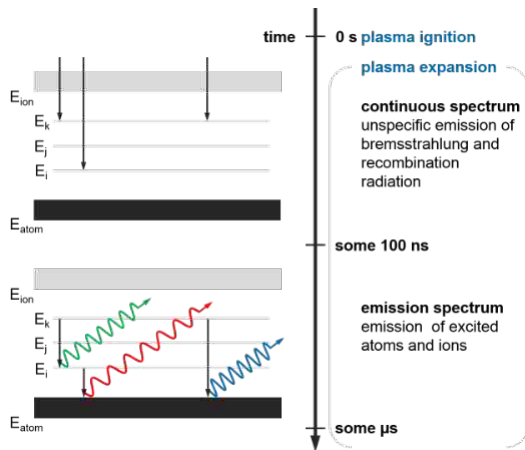 time
0 s plasma ignition
plasma expansion
E_ion
E_k
E_j
E_i
E_atom
continuous spectrum
unspecific emission of
bremsstrahlung and
recombination
radiation
some 100 ns
E_ion
E_k
E_j
E_i
E_atom
emission spectrum
emission of excited
atoms and ions
some µs